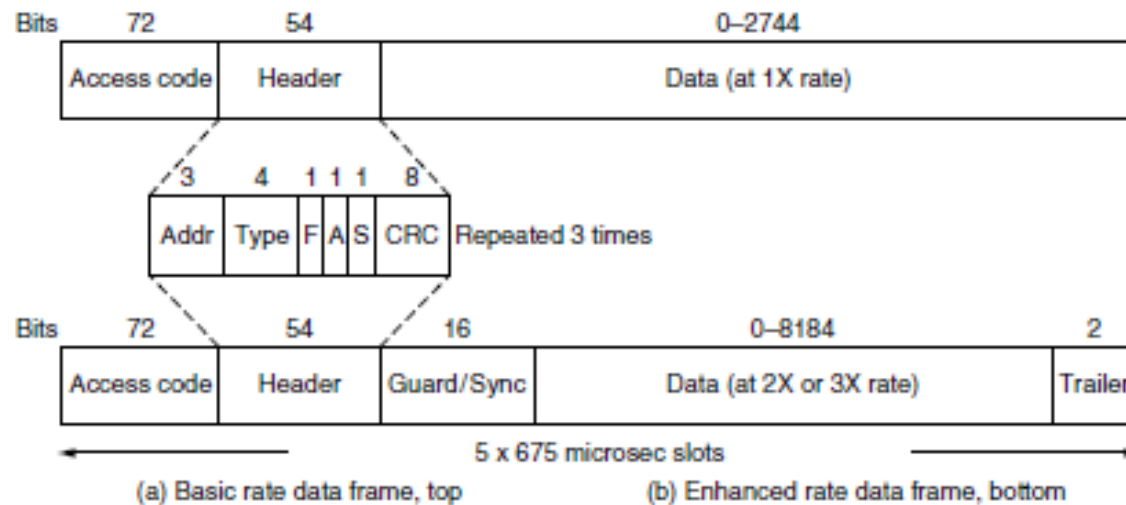 Bits 72 54 0–2744
Access code Header Data (at 1X rate)
3 4 1 1 1 8
Addr Type F A S CRC Repeated 3 times
Bits 72 54 16 0–8184 2
Access code Header Guard/Sync Data (at 2X or 3X rate) Trailer
5 x 675 microsec slots
(a) Basic rate data frame, top (b) Enhanced rate data frame, bottom